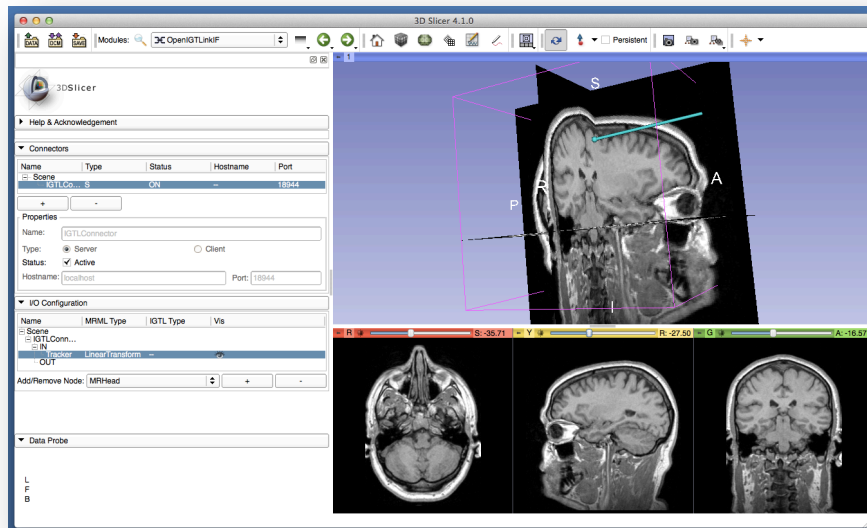 3D Slicer 4.1.0
DATA DCM SAVE Modules: OpenIGTLinkIF Persistent
1
3DSlicer
Help & Acknowledgement
Connectors
Name Type Status Hostname Port
Scene
IGTLCo... S ON -- 18944
+ -
Properties
Name: IGTLConnector
Type: Server Client
Status: Active
Hostname: localhost Port: 18944
I/O Configuration
Name MRML Type IGTL Type Vis
Scene
IGTLConn...
IN
Tracker LinearTransform --
OUT
Add/Remove Node: MRHead + -
Data Probe
L
F
B
S
A
R
P
I
R S: -35.71
Y R: -27.50
G A: -16.57